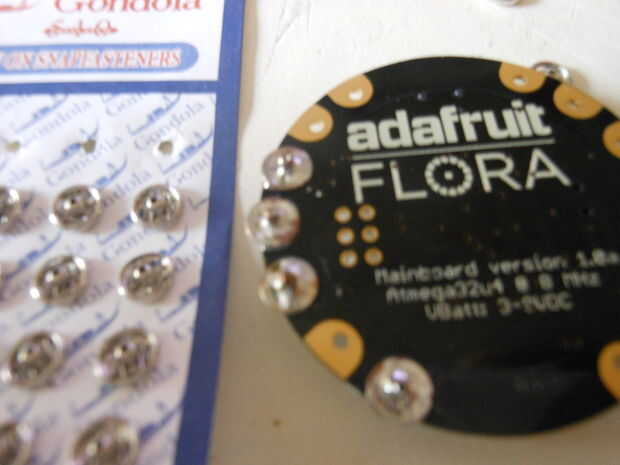 Gondola
ON SNAP FASTENERS
Gondola
Gondola
Gondola
adafruit
FLORA
Mainboard version 1.0a
Atmega32u4 @ 8 MHz
VBatt: 3-9VDC